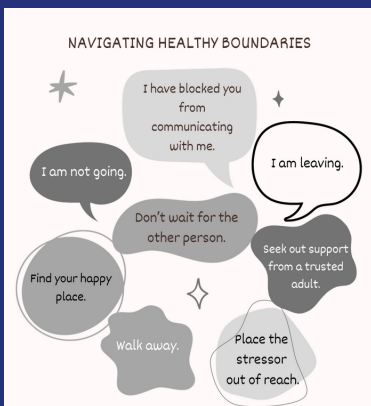 NAVIGATING HEALTHY BOUNDARIES
I have blocked you
from
communicating
with me.
I am not going.
I am leaving.
Don't wait for the
other person.
Seek out support
from a trusted
adult.
Find your happy
place.
Walk away.
Place the
stressor
out of reach.